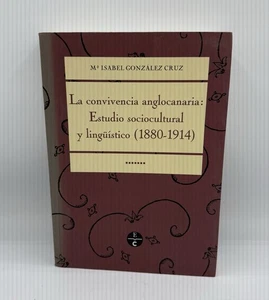 Mª ISABEL GONZÁLEZ CRUZ
La convivencia anglocanaria:
Estudio sociocultural
y lingüístico (1880-1914)
E
C